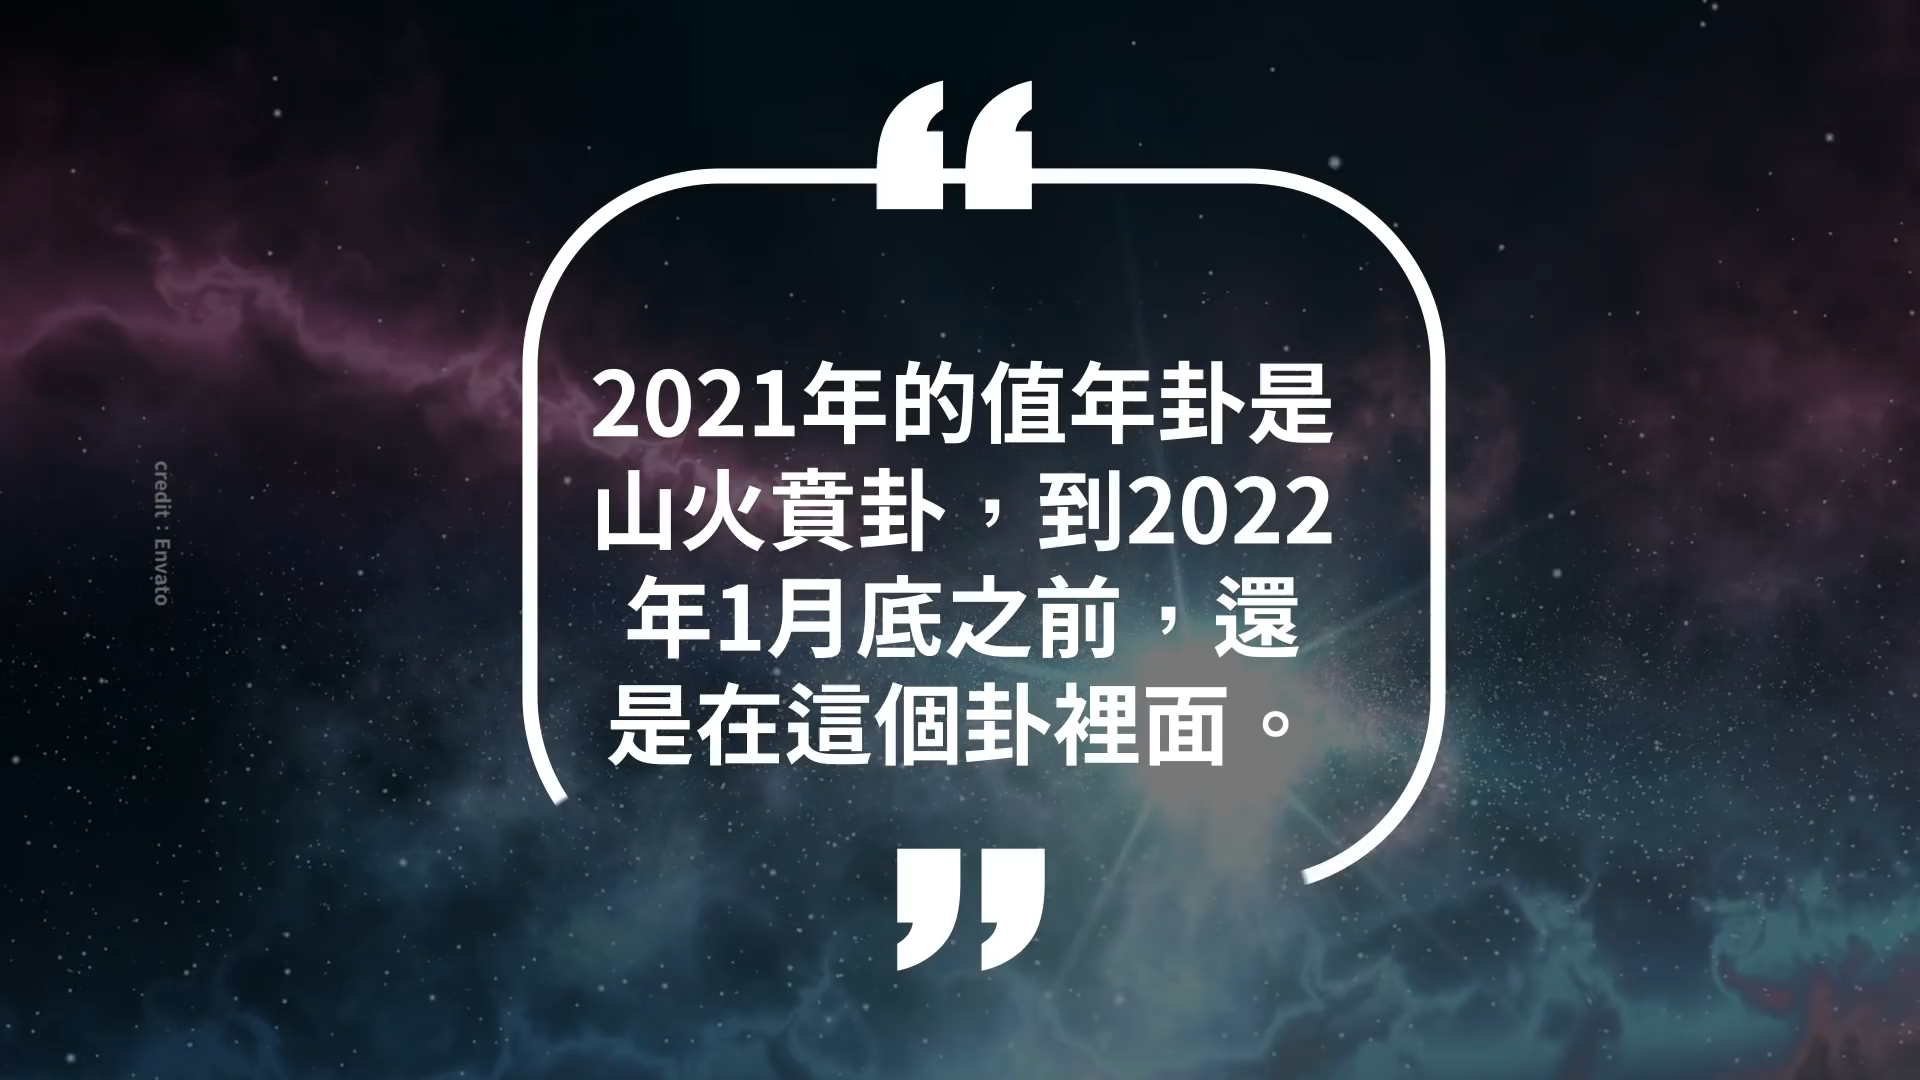 2021年的值年卦是
山火賁卦，到2022
年1月底之前，還
是在這個卦裡面。
credit：Envato